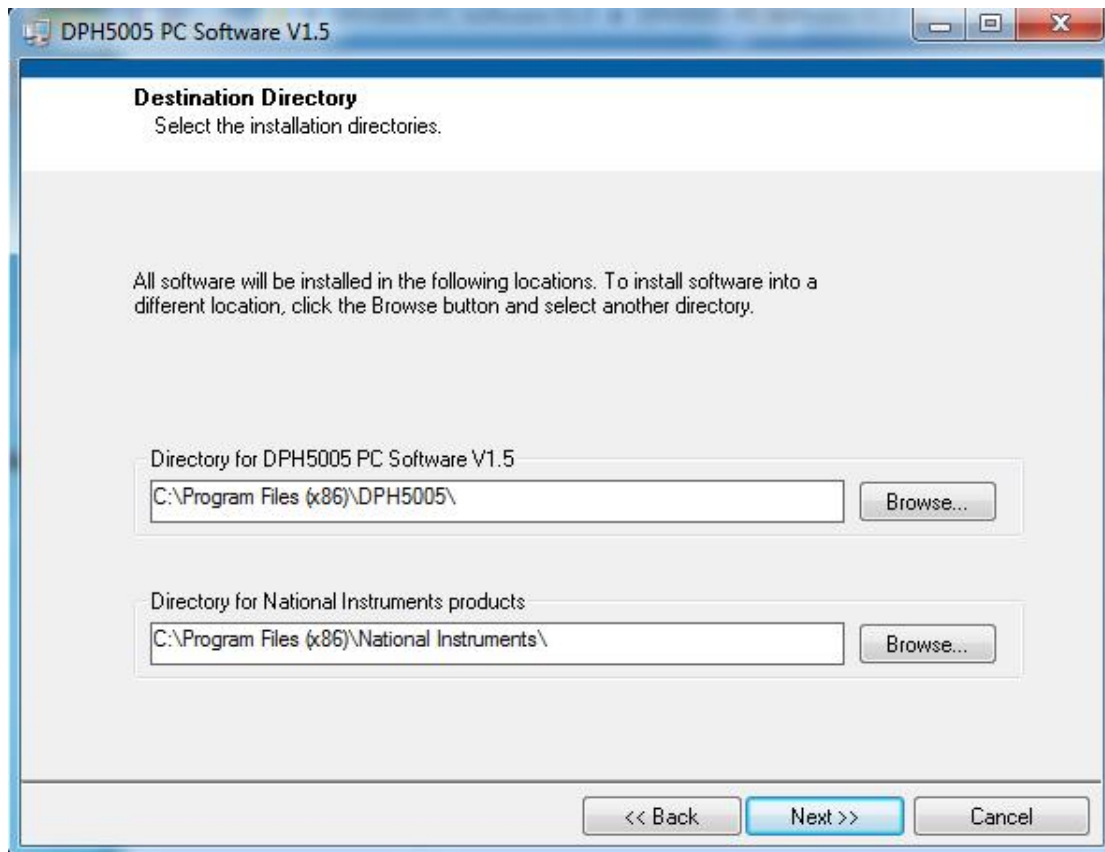 DPH5005 PC Software V1.5
Destination Directory
Select the installation directories.
All software will be installed in the following locations. To install software into a
different location, click the Browse button and select another directory.
Directory for DPH5005 PC Software V1.5
C:\Program Files (x86)\DPH5005\
Browse...
Directory for National Instruments products
C:\Program Files (x86)\National Instruments\
Browse...
<< Back
Next >>
Cancel